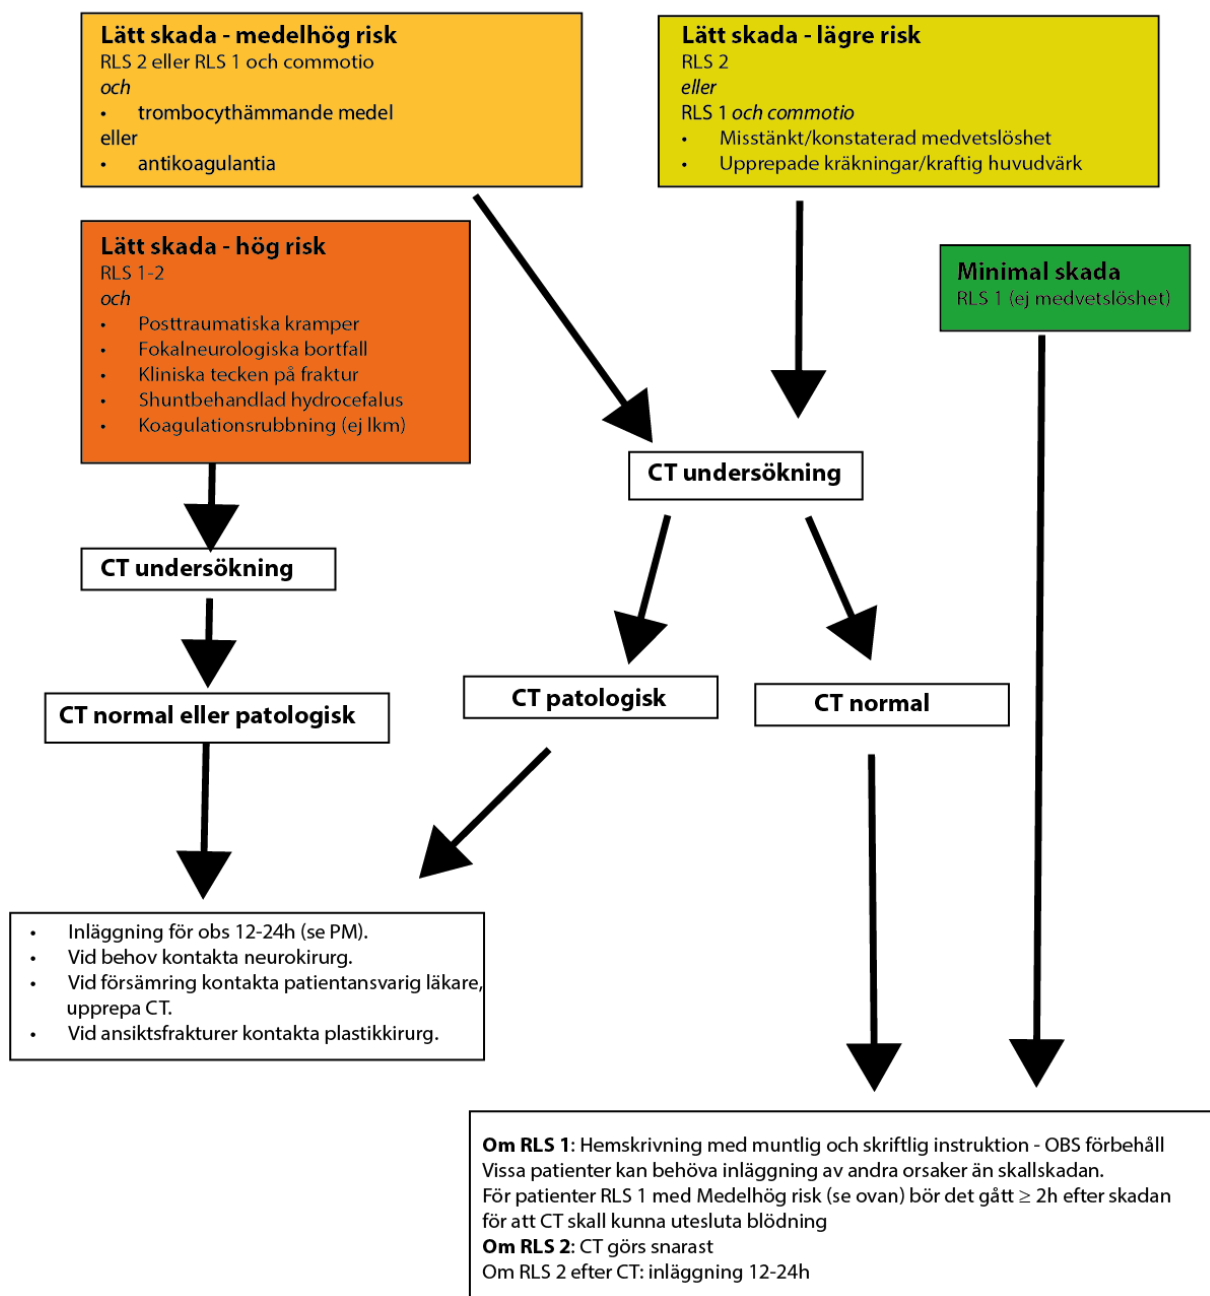 Lätt skada - medelhög risk
RLS 2 eller RLS 1 och commotio
och
• trombocythämmande medel
eller
• antikoagulantia
Lätt skada - lägre risk
RLS 2
eller
RLS 1 och commotio
• Misstänkt/konstaterad medvetslöshet
• Upprepade kräkningar/kraftig huvudvärk
Lätt skada - hög risk
RLS 1-2
och
• Posttraumatiska kramper
• Fokalneurologiska bortfall
• Kliniska tecken på fraktur
• Shuntbehandlad hydrocefalus
• Koagulationsrubbning (ej lkm)
Minimal skada
RLS 1 (ej medvetslöshet)
CT undersökning
CT undersökning
CT normal eller patologisk
CT patologisk
CT normal
• Inläggning för obs 12-24h (se PM).
• Vid behov kontakta neurokirurg.
• Vid försämring kontakta patientansvarig läkare,
upprepa CT.
• Vid ansiktsfrakturer kontakta plastikkirurg.
Om RLS 1: Hemskrivning med muntlig och skriftlig instruktion - OBS förbehåll
Vissa patienter kan behöva inläggning av andra orsaker än skallskadan.
För patienter RLS 1 med Medelhög risk (se ovan) bör det gått ≥ 2h efter skadan
för att CT skall kunna utesluta blödning
Om RLS 2: CT görs snarast
Om RLS 2 efter CT: inläggning 12-24h